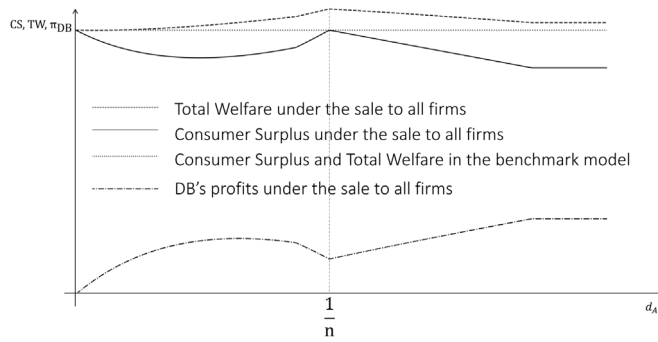 CS, TW, π_DB
Total Welfare under the sale to all firms
Consumer Surplus under the sale to all firms
Consumer Surplus and Total Welfare in the benchmark model
DB's profits under the sale to all firms
1
n
d_A